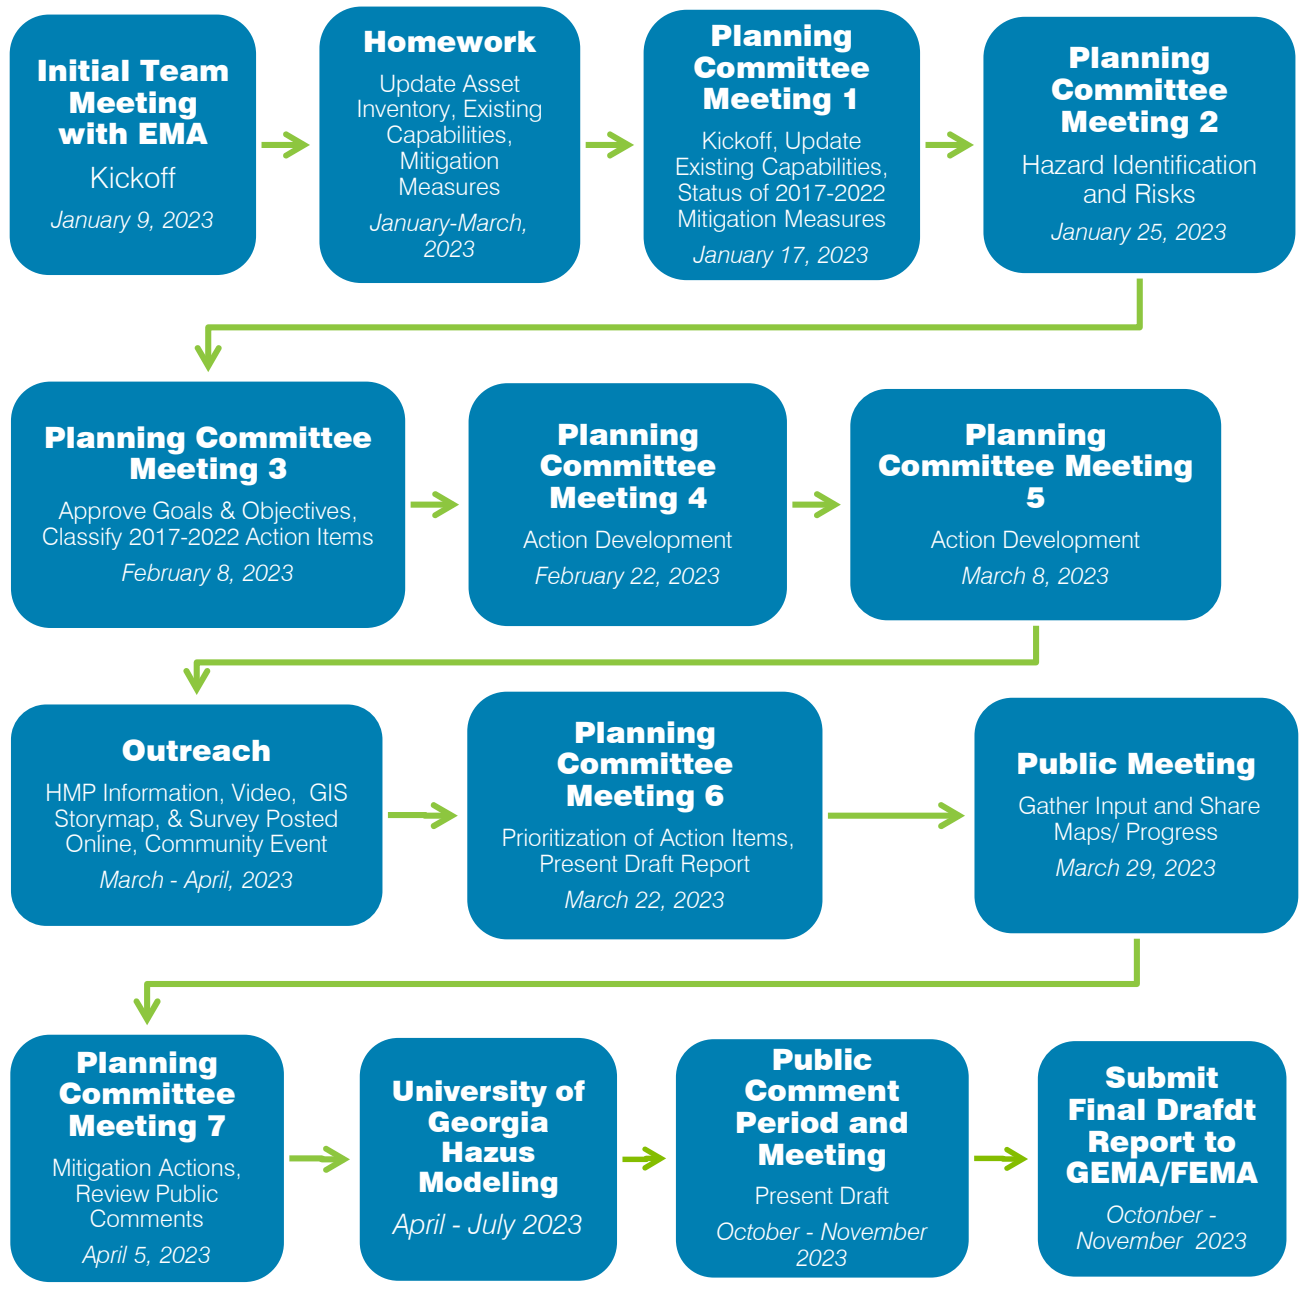 Initial Team
Meeting
with EMA
Kickoff
January 9, 2023
Homework
Update Asset
Inventory, Existing
Capabilities,
Mitigation
Measures
January-March,
2023
Planning
Committee
Meeting 1
Kickoff, Update
Existing Capabilities,
Status of 2017-2022
Mitigation Measures
January 17, 2023
Planning
Committee
Meeting 2
Hazard Identification
and Risks
January 25, 2023
Planning Committee
Meeting 3
Approve Goals & Objectives,
Classify 2017-2022 Action Items
February 8, 2023
Planning
Committee
Meeting 4
Action Development
February 22, 2023
Planning
Committee Meeting
5
Action Development
March 8, 2023
Outreach
HMP Information, Video,  GIS
Storymap, & Survey Posted
Online, Community Event
March - April, 2023
Planning
Committee
Meeting 6
Prioritization of Action Items,
Present Draft Report
March 22, 2023
Public Meeting
Gather Input and Share
Maps/ Progress
March 29, 2023
Planning
Committee
Meeting 7
Mitigation Actions,
Review Public
Comments
April 5, 2023
University of
Georgia
Hazus
Modeling
April - July 2023
Public
Comment
Period and
Meeting
Present Draft
October - November
2023
Submit
Final Drafdt
Report to
GEMA/FEMA
Octonber -
November  2023